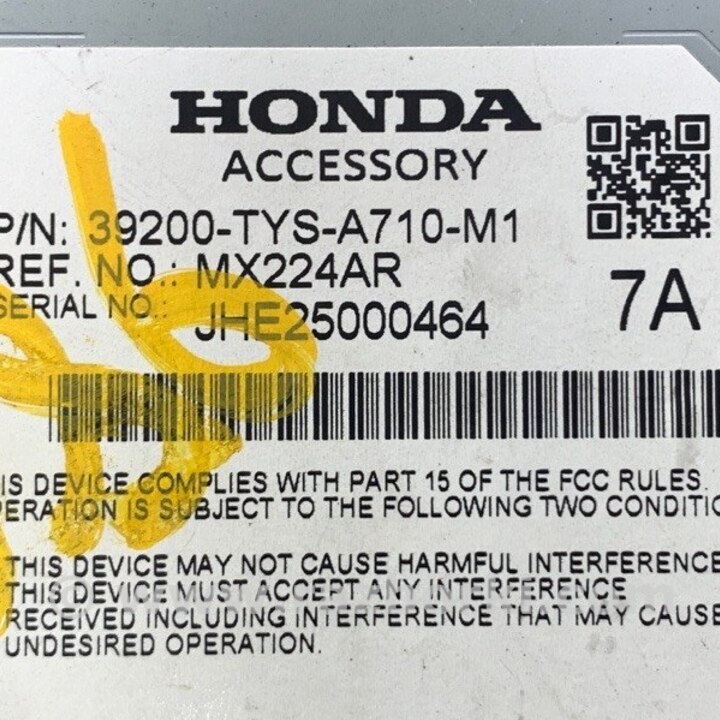 HONDA
ACCESSORY
P/N: 39200-TYS-A710-M1
REF. NO.: MX224AR
SERIAL NO.: JHE25000464
7A
IS DEVICE COMPLIES WITH PART 15 OF THE FCC RULES.
PERATION IS SUBJECT TO THE FOLLOWING TWO CONDITIO
THIS DEVICE MAY NOT CAUSE HARMFUL INTERFERENCE
THIS DEVICE MUST ACCEPT ANY INTERFERENCE
RECEIVED INCLUDING INTERFERENCE THAT MAY CAUSE
UNDESIRED OPERATION.